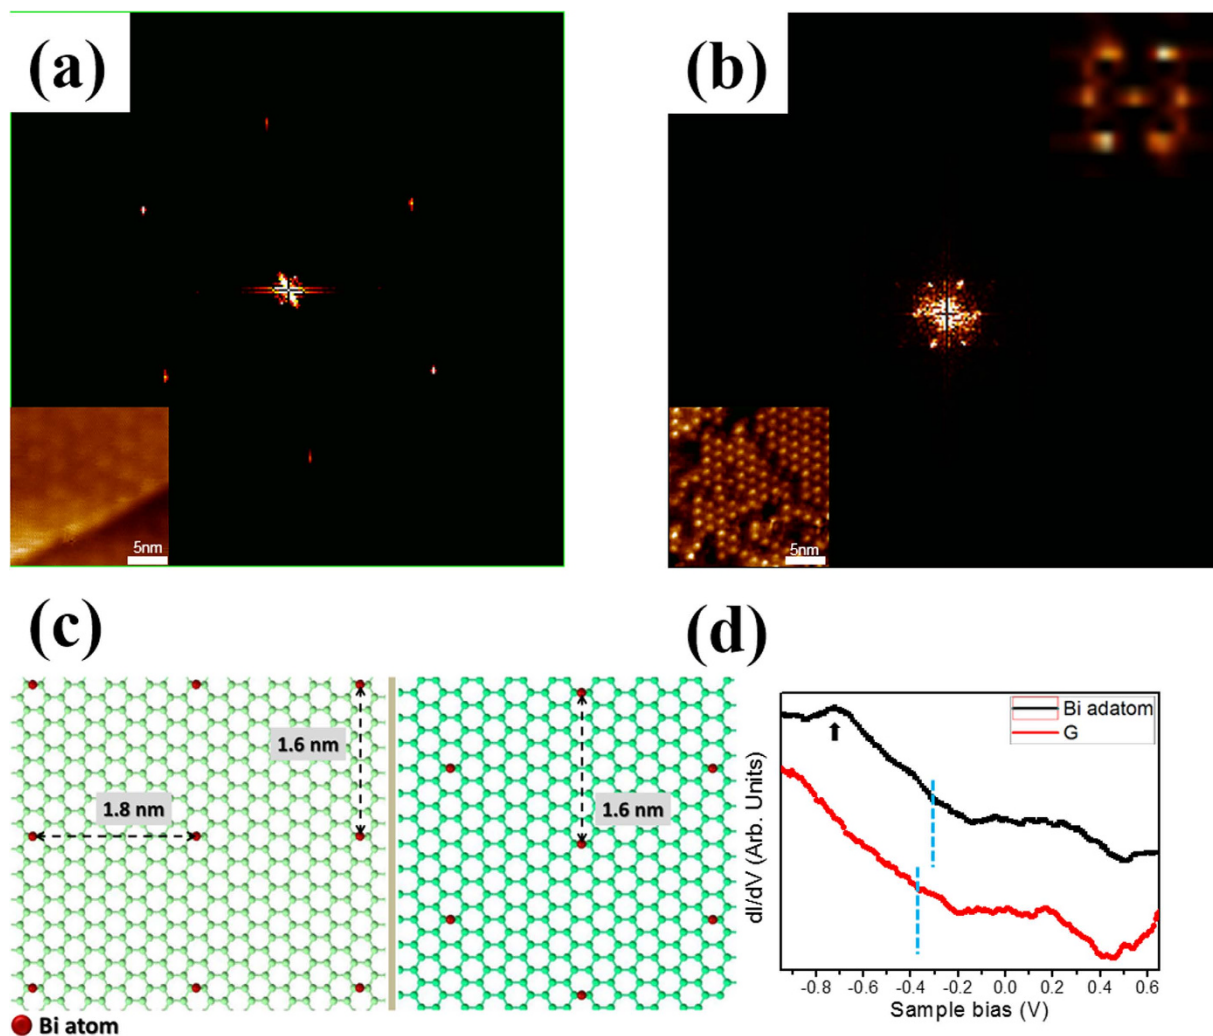 (a)
(b)
5nm
5nm
(c)
(d)
1.6 nm
1.8 nm
1.6 nm
Bi atom
Bi adatom
G
dI/dV (Arb. Units)
-0.8 -0.6 -0.4 -0.2 0.0 0.2 0.4 0.6
Sample bias (V)